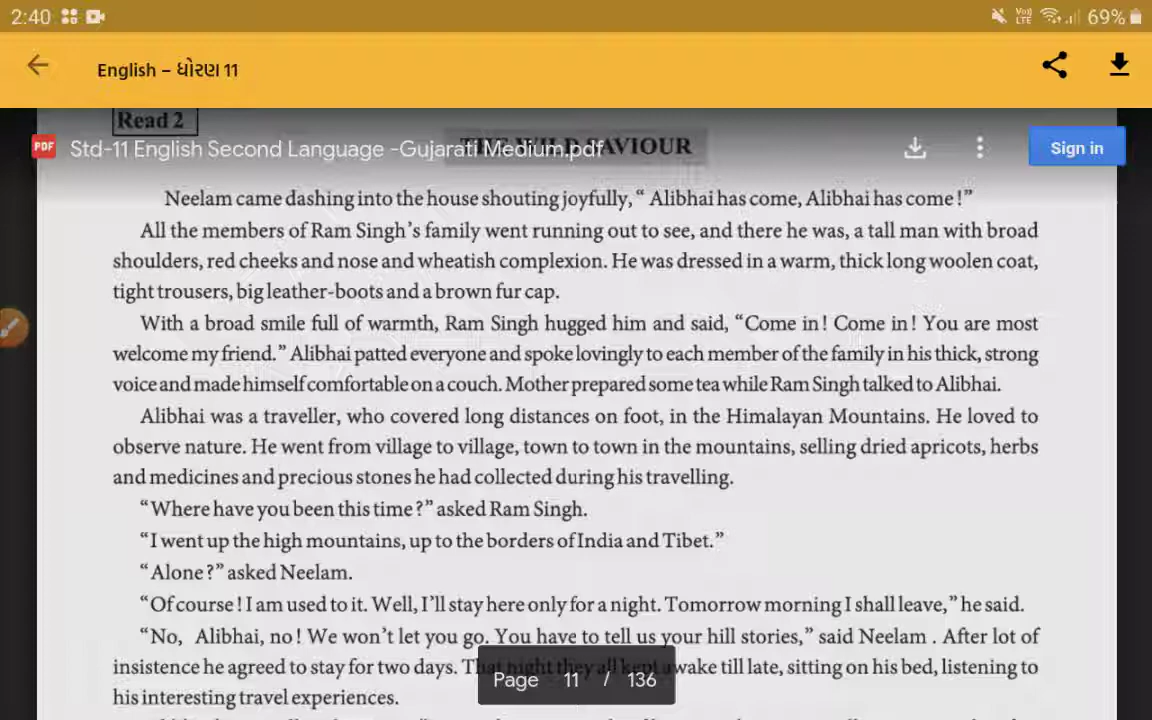 2:40 69%
English – ધોરણ 11
Read 2
Std-11 English Second Language -Gujarati Medium.pdf
Sign in
Neelam came dashing into the house shouting joyfully, “ Alibhai has come, Alibhai has come !”
All the members of Ram Singh’s family went running out to see, and there he was, a tall man with broad
shoulders, red cheeks and nose and wheatish complexion. He was dressed in a warm, thick long woolen coat,
tight trousers, big leather-boots and a brown fur cap.
With a broad smile full of warmth, Ram Singh hugged him and said, “Come in ! Come in ! You are most
welcome my friend.” Alibhai patted everyone and spoke lovingly to each member of the family in his thick, strong
voice and made himself comfortable on a couch. Mother prepared some tea while Ram Singh talked to Alibhai.
Alibhai was a traveller, who covered long distances on foot, in the Himalayan Mountains. He loved to
observe nature. He went from village to village, town to town in the mountains, selling dried apricots, herbs
and medicines and precious stones he had collected during his travelling.
“Where have you been this time ?” asked Ram Singh.
“I went up the high mountains, up to the borders of India and Tibet.”
“Alone ?” asked Neelam.
“Of course ! I am used to it. Well, I’ll stay here only for a night. Tomorrow morning I shall leave,” he said.
“No, Alibhai, no ! We won’t let you go. You have to tell us your hill stories,” said Neelam . After lot of
insistence he agreed to stay for two days. That night they all kept awake till late, sitting on his bed, listening to
his interesting travel experiences.
Page 11 / 136